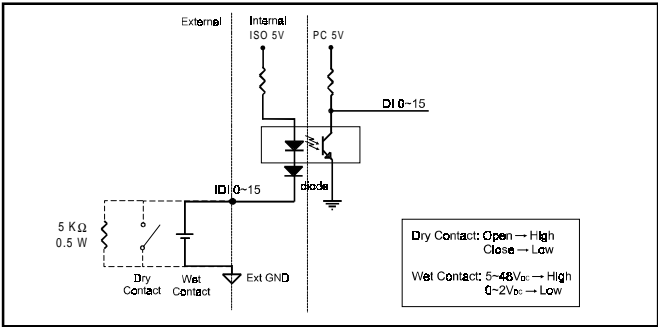 External
Internal
ISO 5V
PC 5V
DI 0~15
diode
IDI 0~15
5 KΩ
0.5 W
Dry
Contact
Wet
Contact
Ext GND
Dry Contact: Open → High
Close → Low
Wet Contact: 5~48VDC → High
0~2VDC → Low